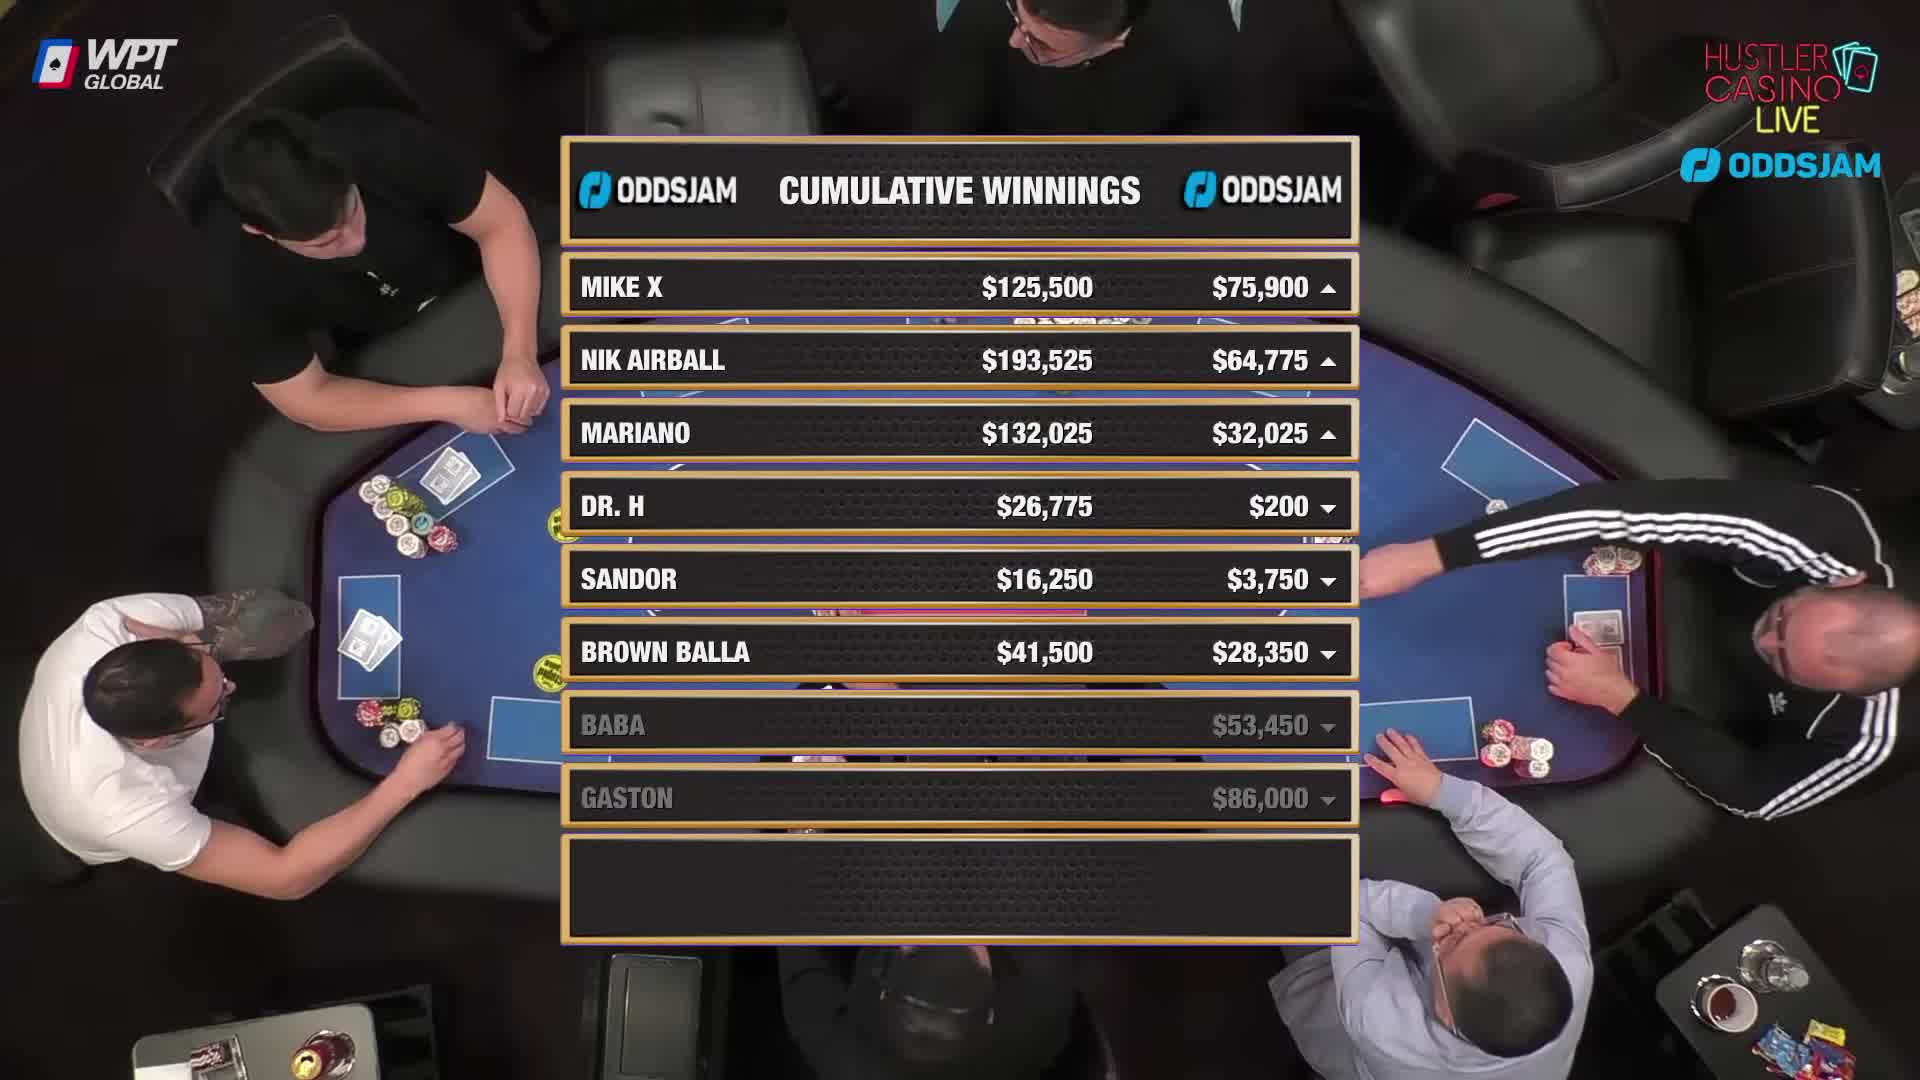 WPT
GLOBAL
HUSTLER
CASINO
LIVE
ODDSJAM
ODDSJAM CUMULATIVE WINNINGS ODDSJAM
MIKE X $125,500 $75,900 ▲
NIK AIRBALL $193,525 $64,775 ▲
MARIANO $132,025 $32,025 ▲
DR. H $26,775 $200 ▼
SANDOR $16,250 $3,750 ▼
BROWN BALLA $41,500 $28,350 ▼
BABA $53,450 ▼
GASTON $86,000 ▼